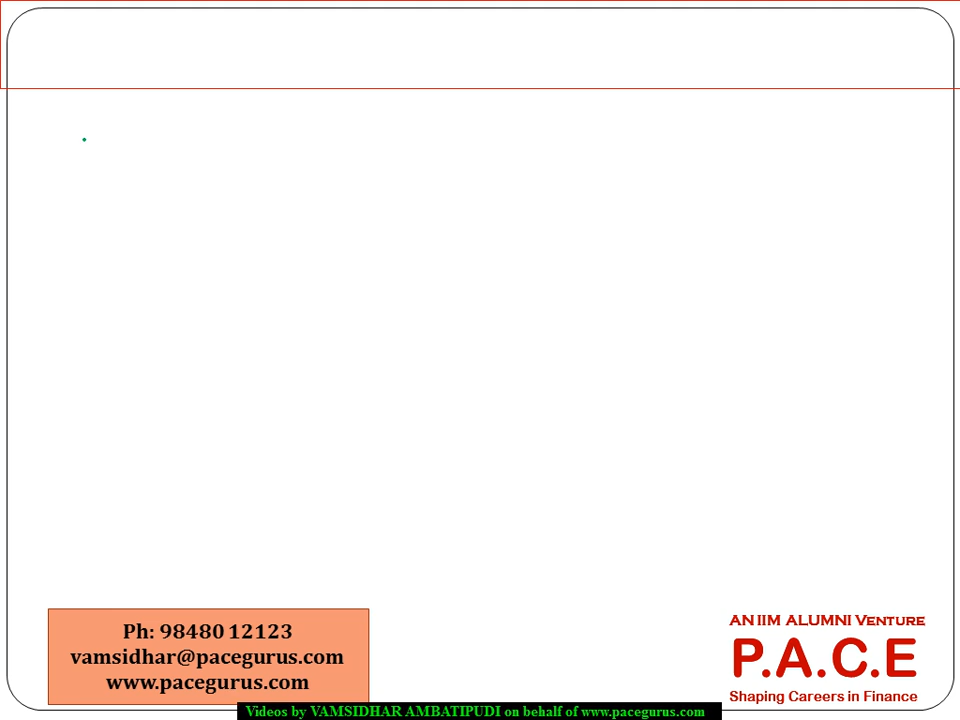 Ph: 98480 12123
vamsidhar@pacegurus.com
www.pacegurus.com
AN IIM ALUMNI VENTURE
P.A.C.E
Shaping Careers in Finance
Videos by VAMSIDHAR AMBATIPUDI on behalf of www.pacegurus.com